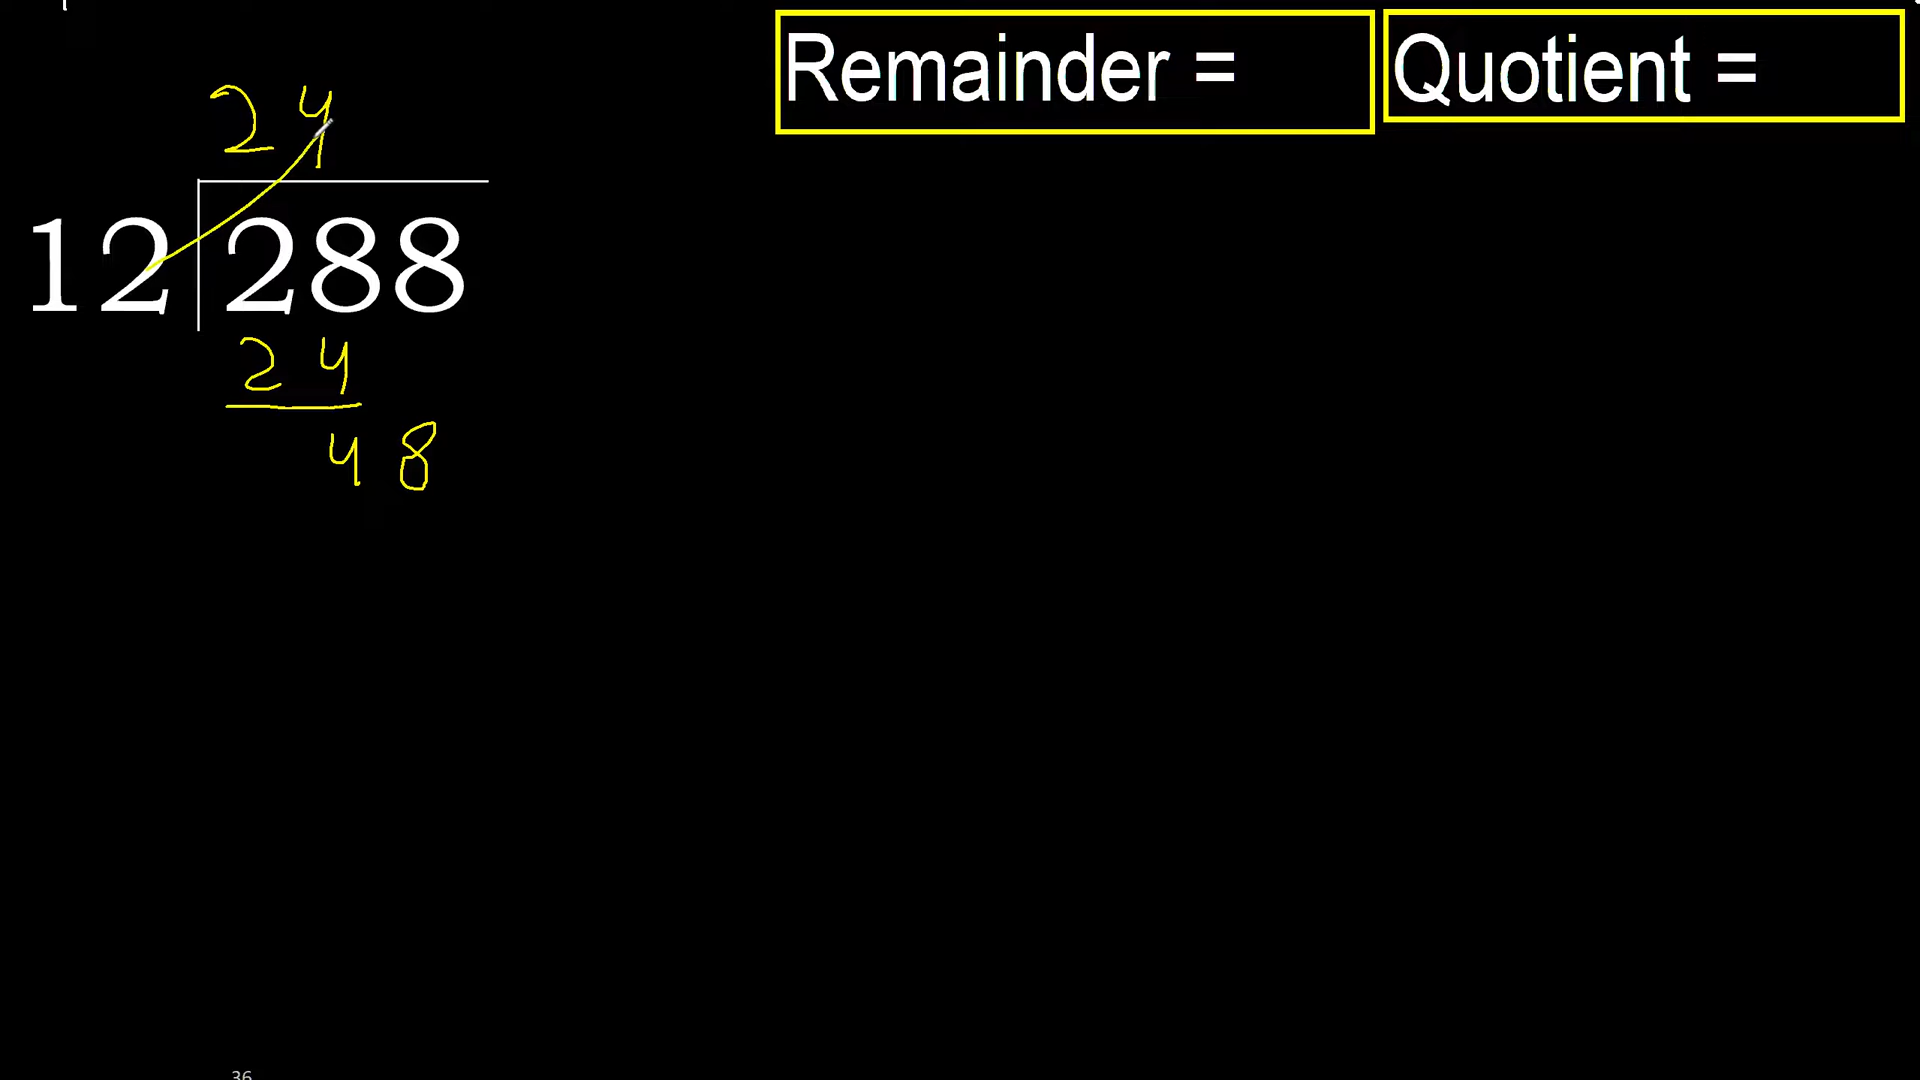 Remainder =
Quotient =
24
12 288
24
48
36